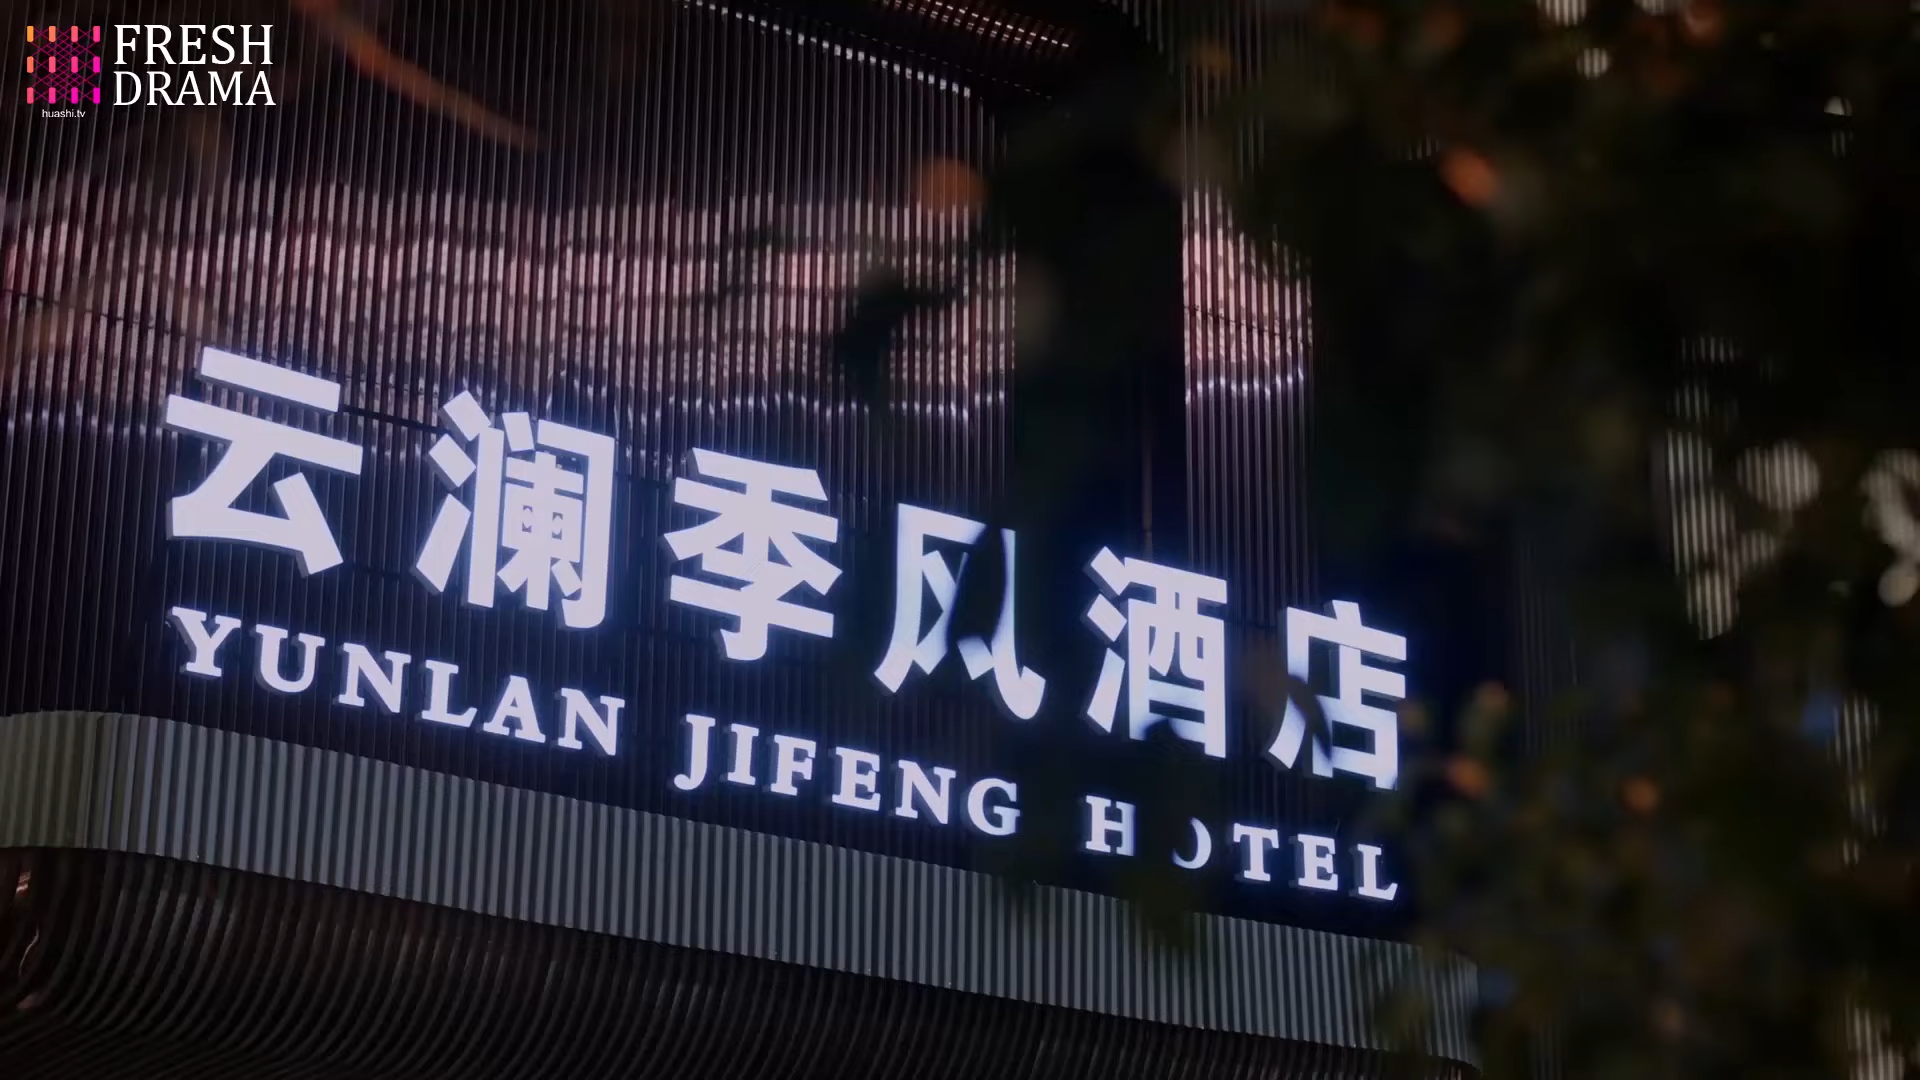 FRESH
DRAMA
huashi.tv
云澜季风酒店
YUNLAN JIFENG HOTEL